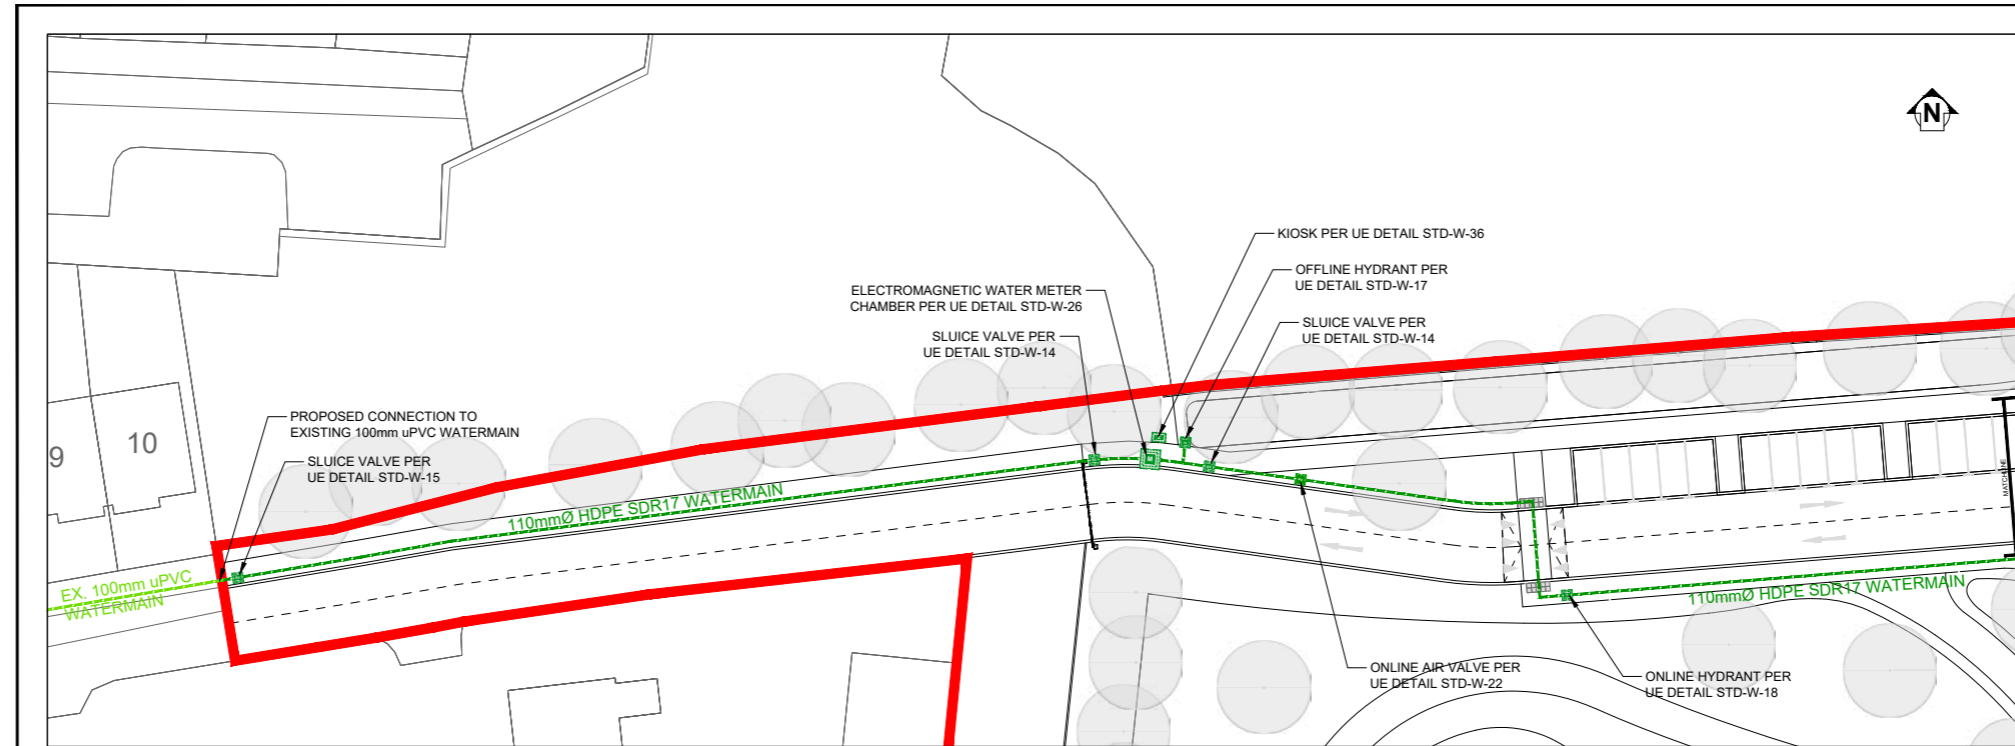 N
KIOSK PER UE DETAIL STD-W-36
OFFLINE HYDRANT PER
UE DETAIL STD-W-17
ELECTROMAGNETIC WATER METER
CHAMBER PER UE DETAIL STD-W-26
SLUICE VALVE PER
UE DETAIL STD-W-14
SLUICE VALVE PER
UE DETAIL STD-W-14
PROPOSED CONNECTION TO
EXISTING 100mm uPVC WATERMAIN
9
10
SLUICE VALVE PER
UE DETAIL STD-W-15
110mmØ HDPE SDR17 WATERMAIN
MATCHLINE
EX. 100mm uPVC
WATERMAIN
110mmØ HDPE SDR17 WATERMAIN
ONLINE AIR VALVE PER
UE DETAIL STD-W-22
ONLINE HYDRANT PER
UE DETAIL STD-W-18